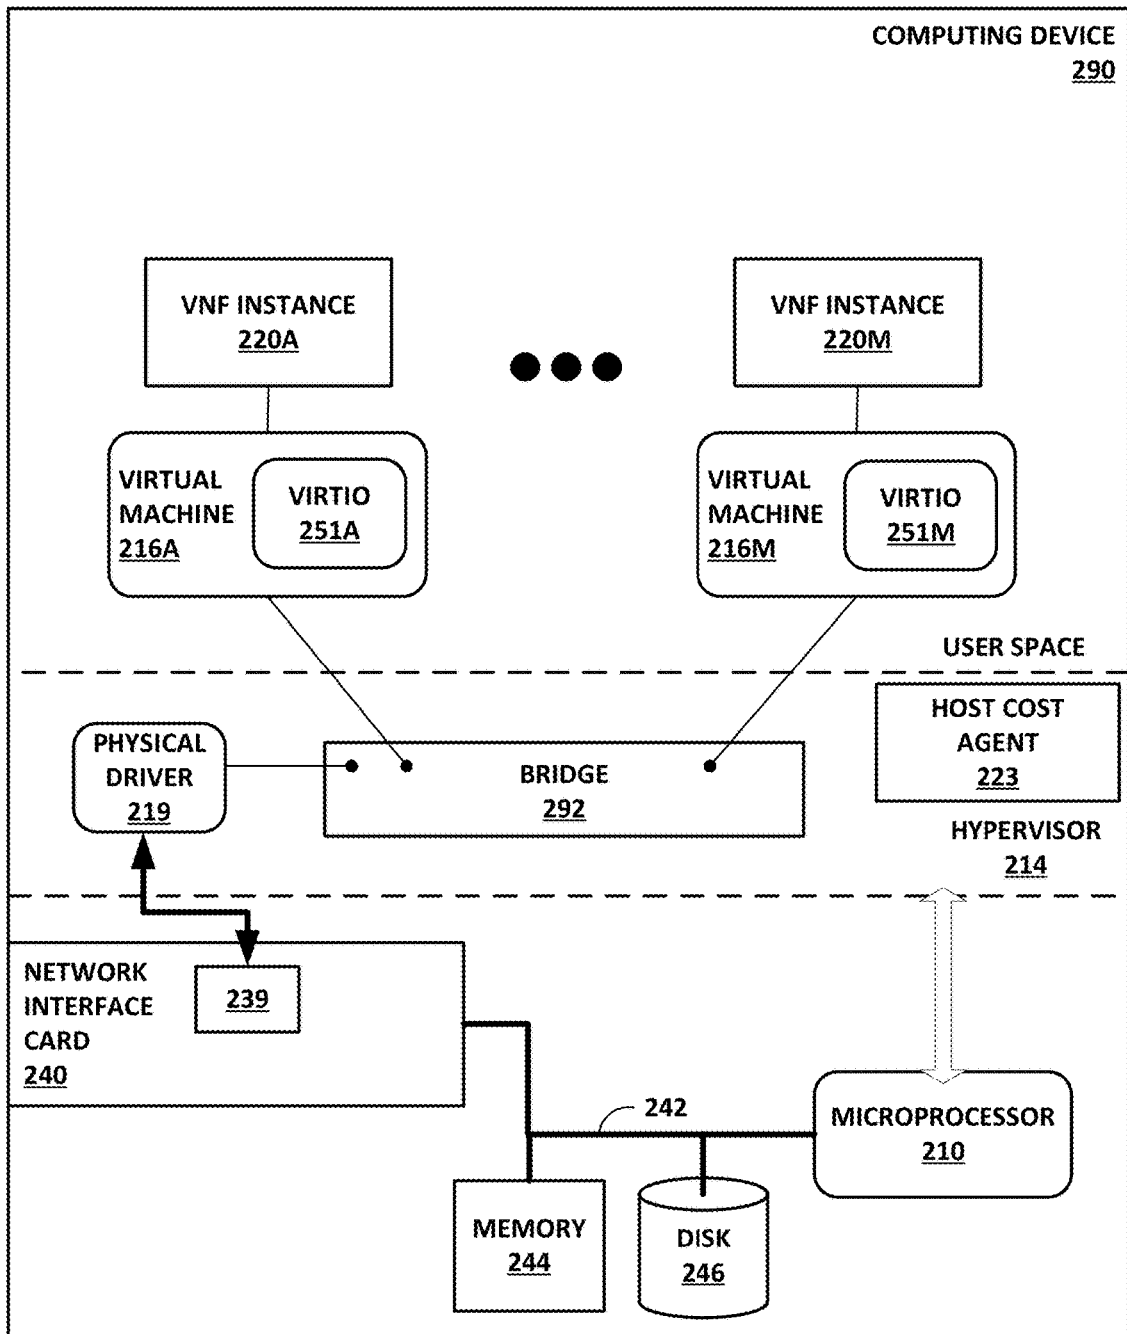 COMPUTING DEVICE
290
VNF INSTANCE
220A
VNF INSTANCE
220M
VIRTUAL
MACHINE
216A
VIRTIO
251A
VIRTUAL
MACHINE
216M
VIRTIO
251M
USER SPACE
PHYSICAL
DRIVER
219
BRIDGE
292
HOST COST
AGENT
223
HYPERVISOR
214
NETWORK
INTERFACE
CARD
240
239
242
MICROPROCESSOR
210
MEMORY
244
DISK
246